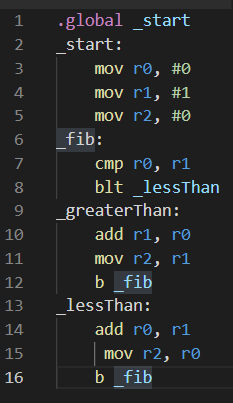 1 .global _start
2 _start:
3 mov r0, #0
4 mov r1, #1
5 mov r2, #0
6 _fib:
7 cmp r0, r1
8 blt _lessThan
9 _greaterThan:
10 add r1, r0
11 mov r2, r1
12 b _fib
13 _lessThan:
14 add r0, r1
15 mov r2, r0
16 b _fib